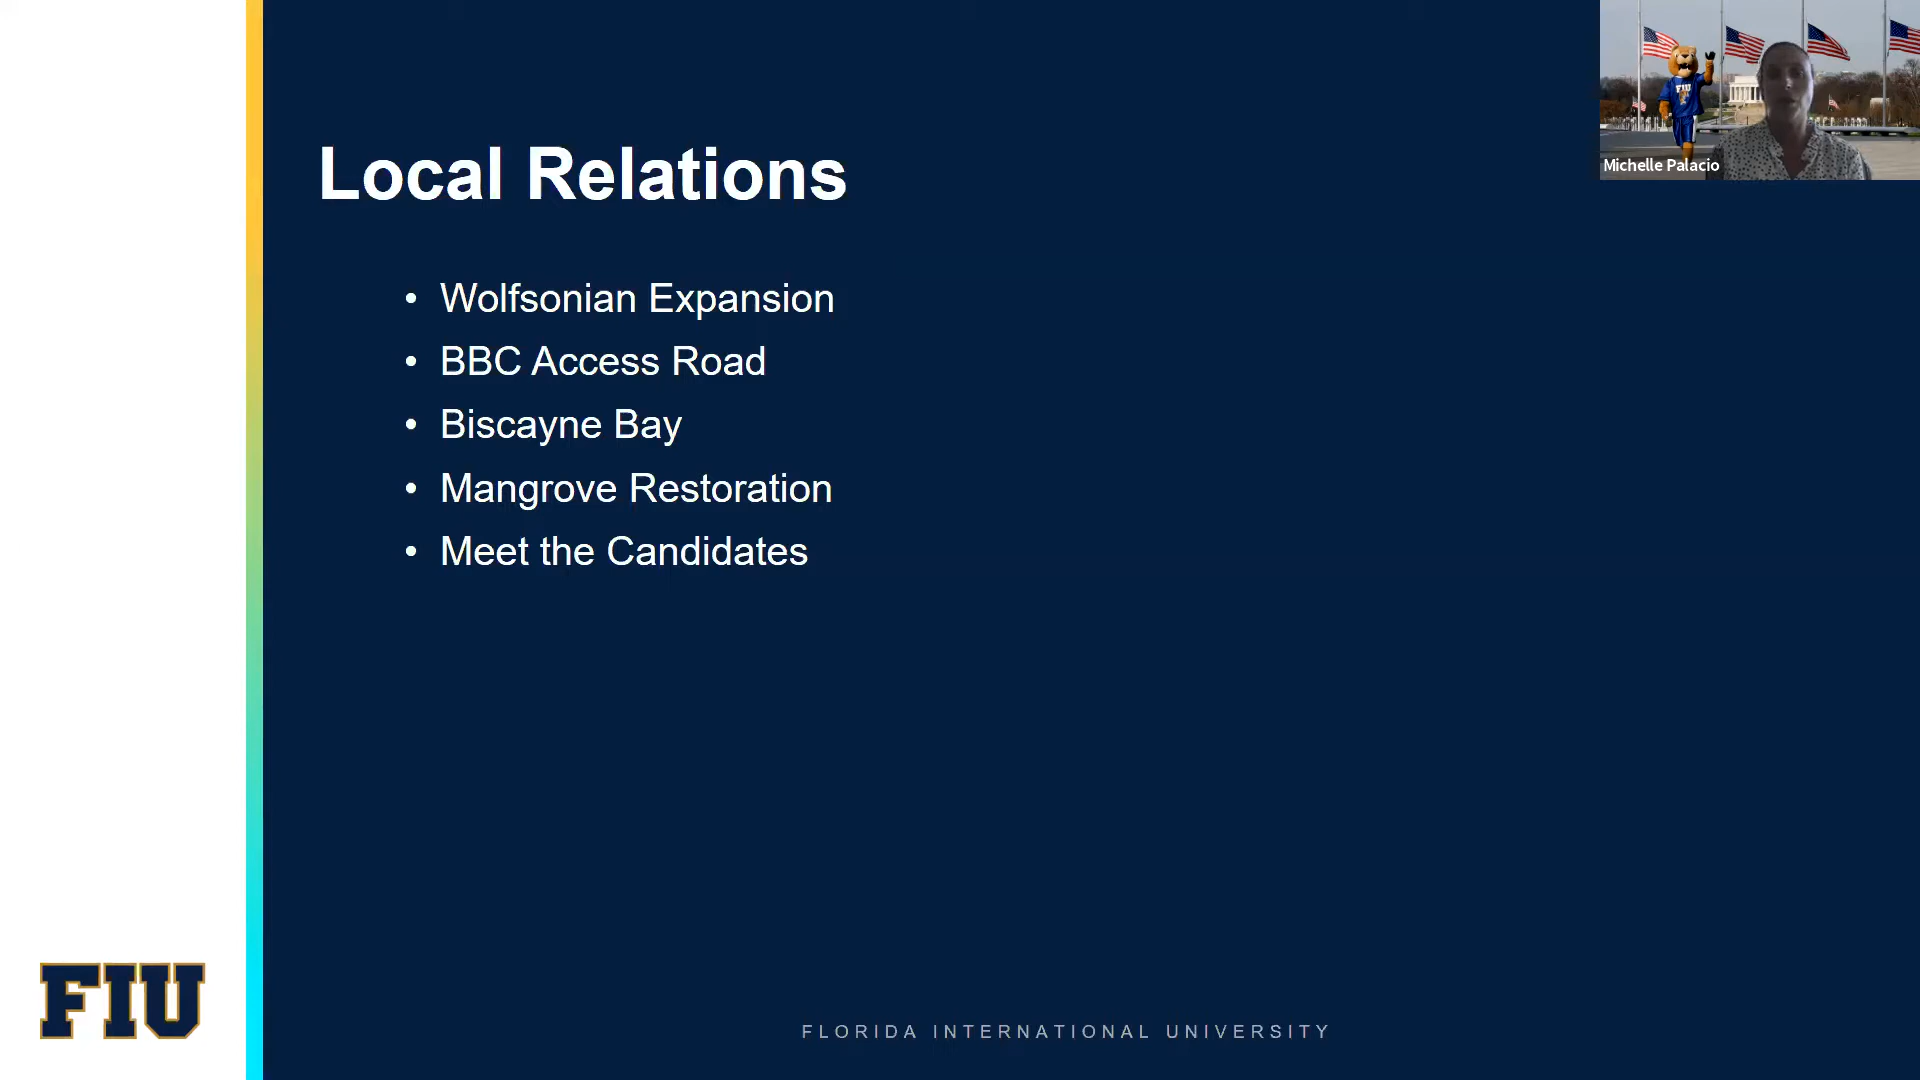 Local Relations
• Wolfsonian Expansion
• BBC Access Road
• Biscayne Bay
• Mangrove Restoration
• Meet the Candidates
FIU
Michelle Palacio
FIU
FLORIDA INTERNATIONAL UNIVERSITY